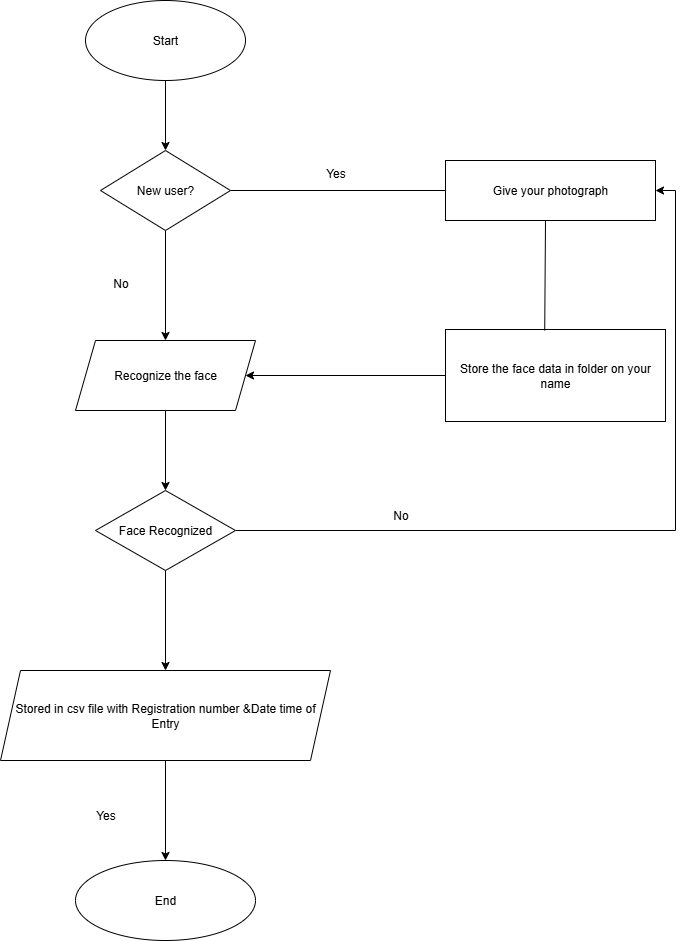 Start
New user?
Yes
Give your photograph
No
Recognize the face
Store the face data in folder on your
name
Face Recognized
No
Stored in csv file with Registration number &Date time of
Entry
Yes
End